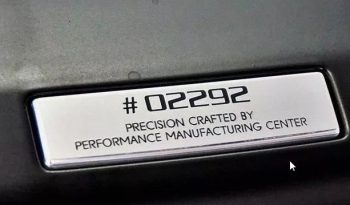 # 02292
PRECISION CRAFTED BY
PERFORMANCE MANUFACTURING CENTER